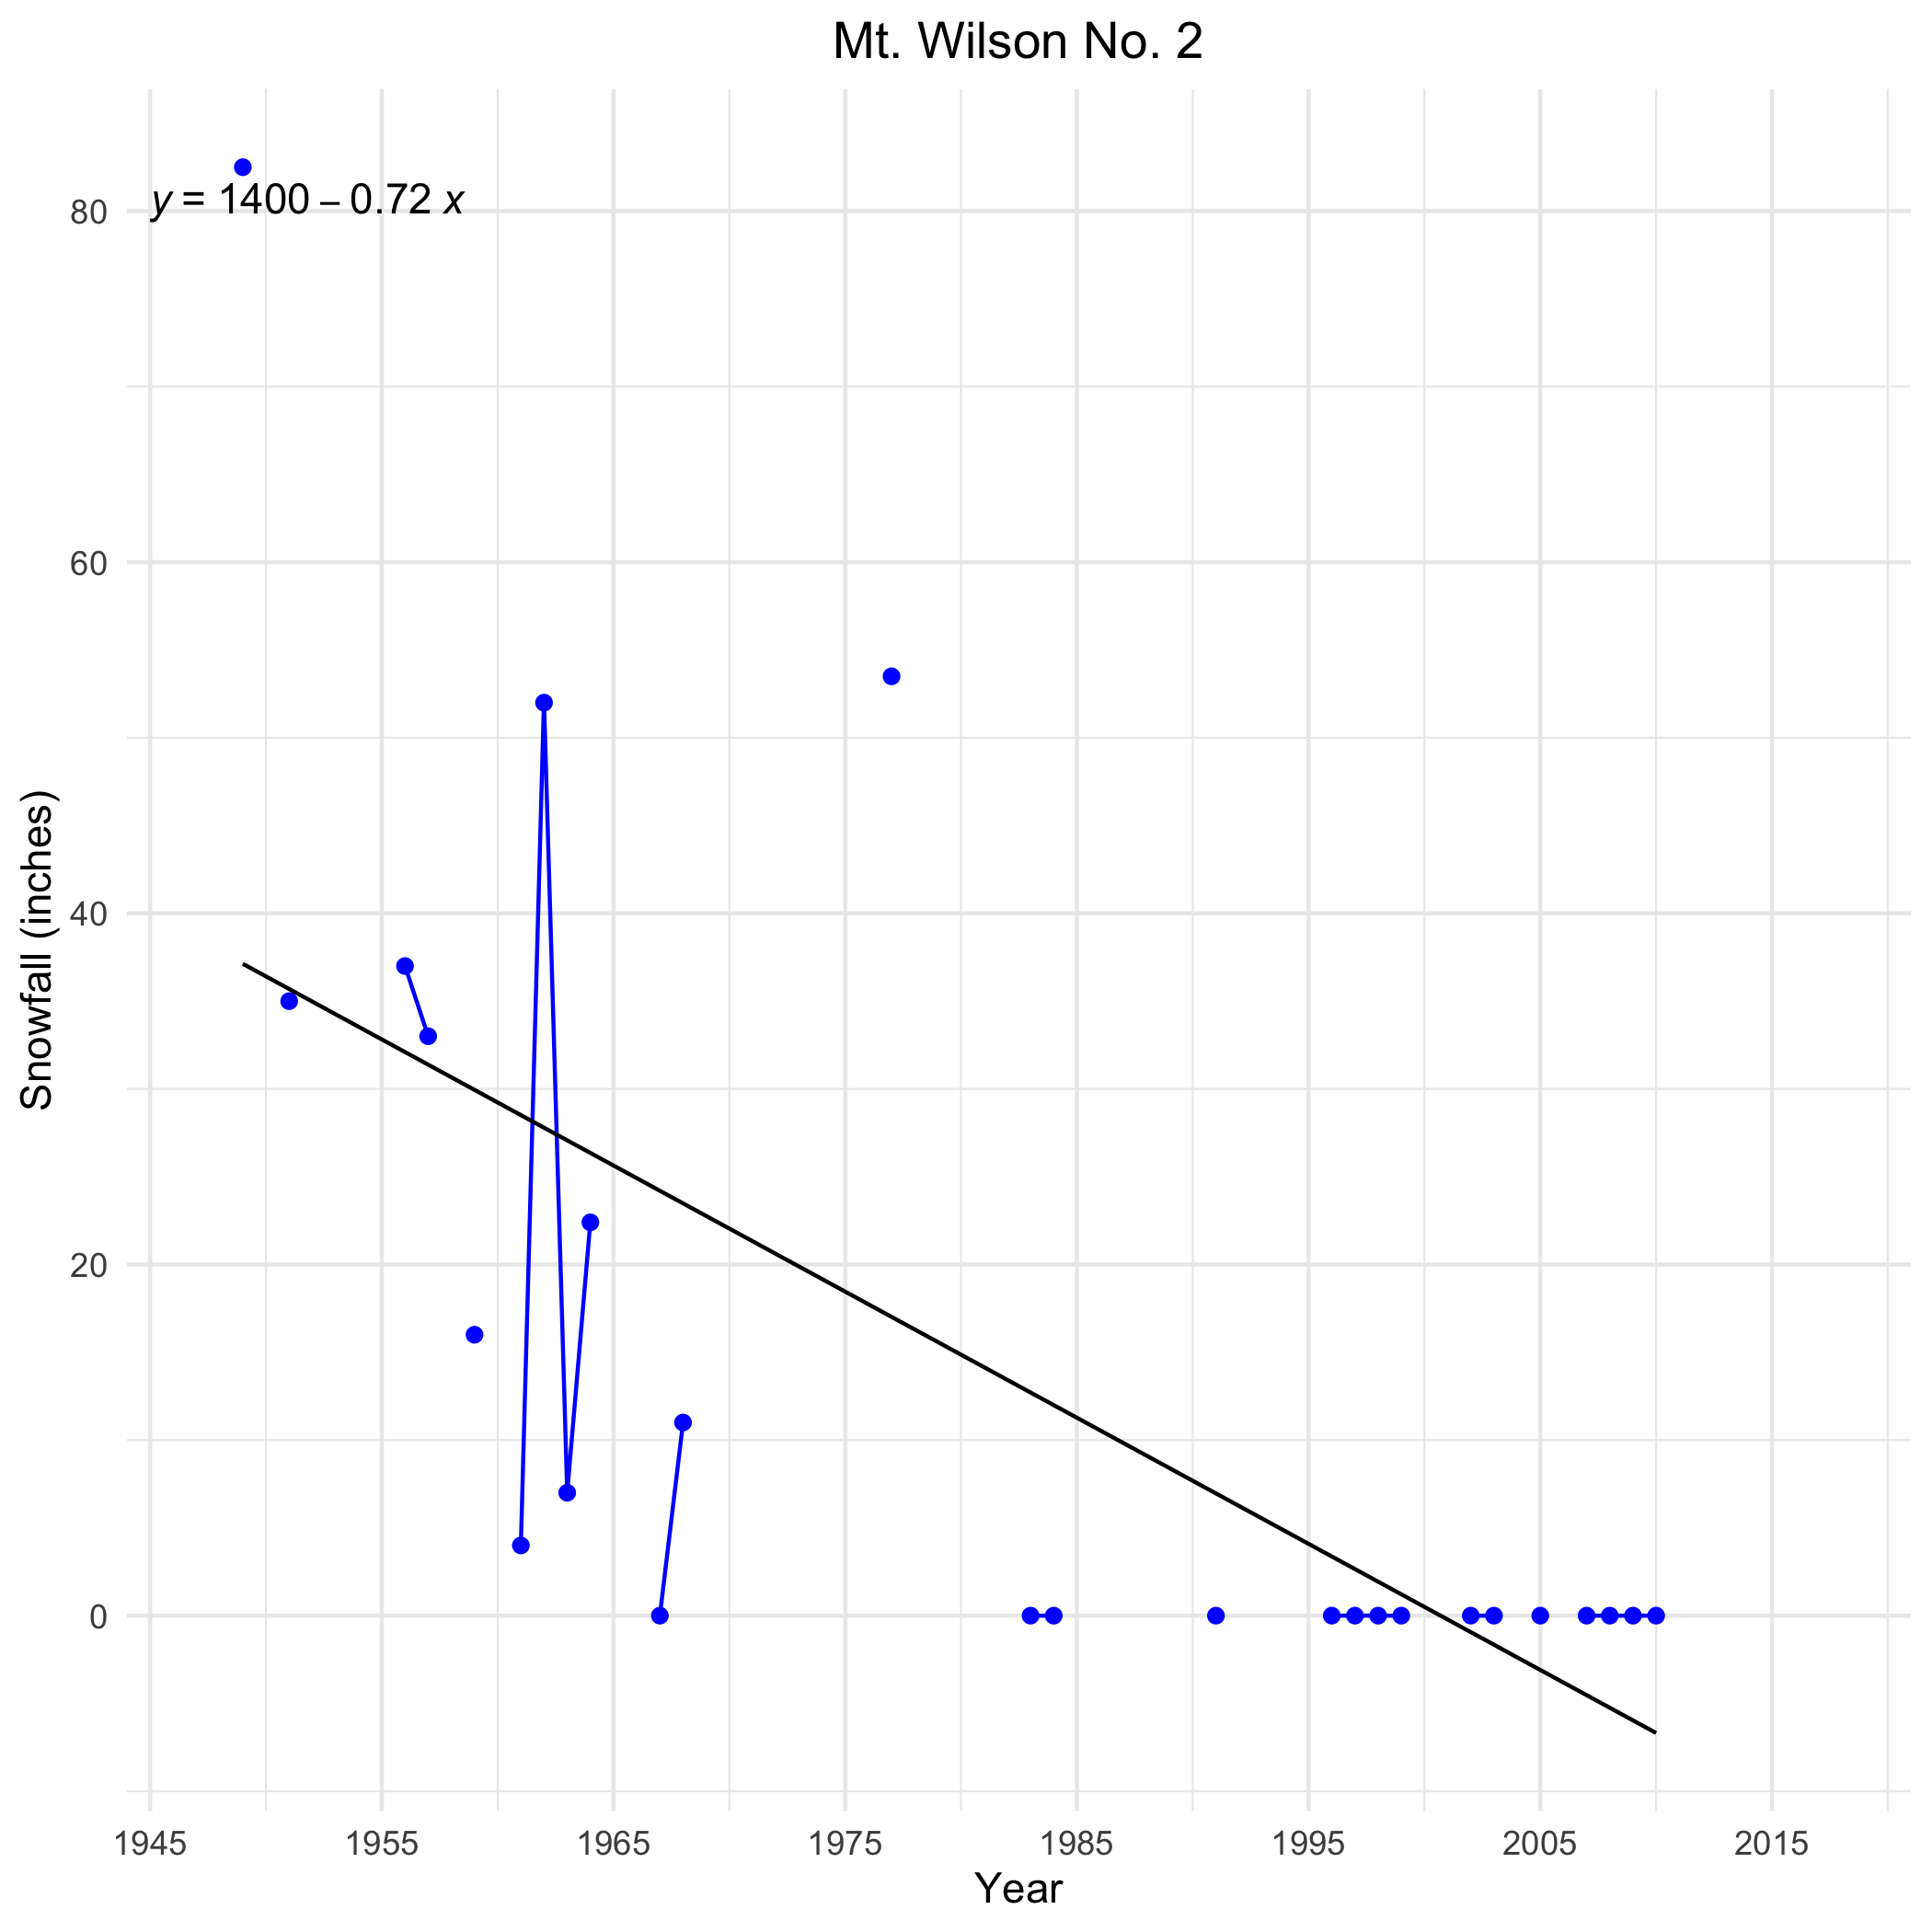 Mt. Wilson No. 2
y = 1400 – 0.72 x
80
60
40
20
0
Snowfall (inches)
1945 1955 1965 1975 1985 1995 2005 2015
Year